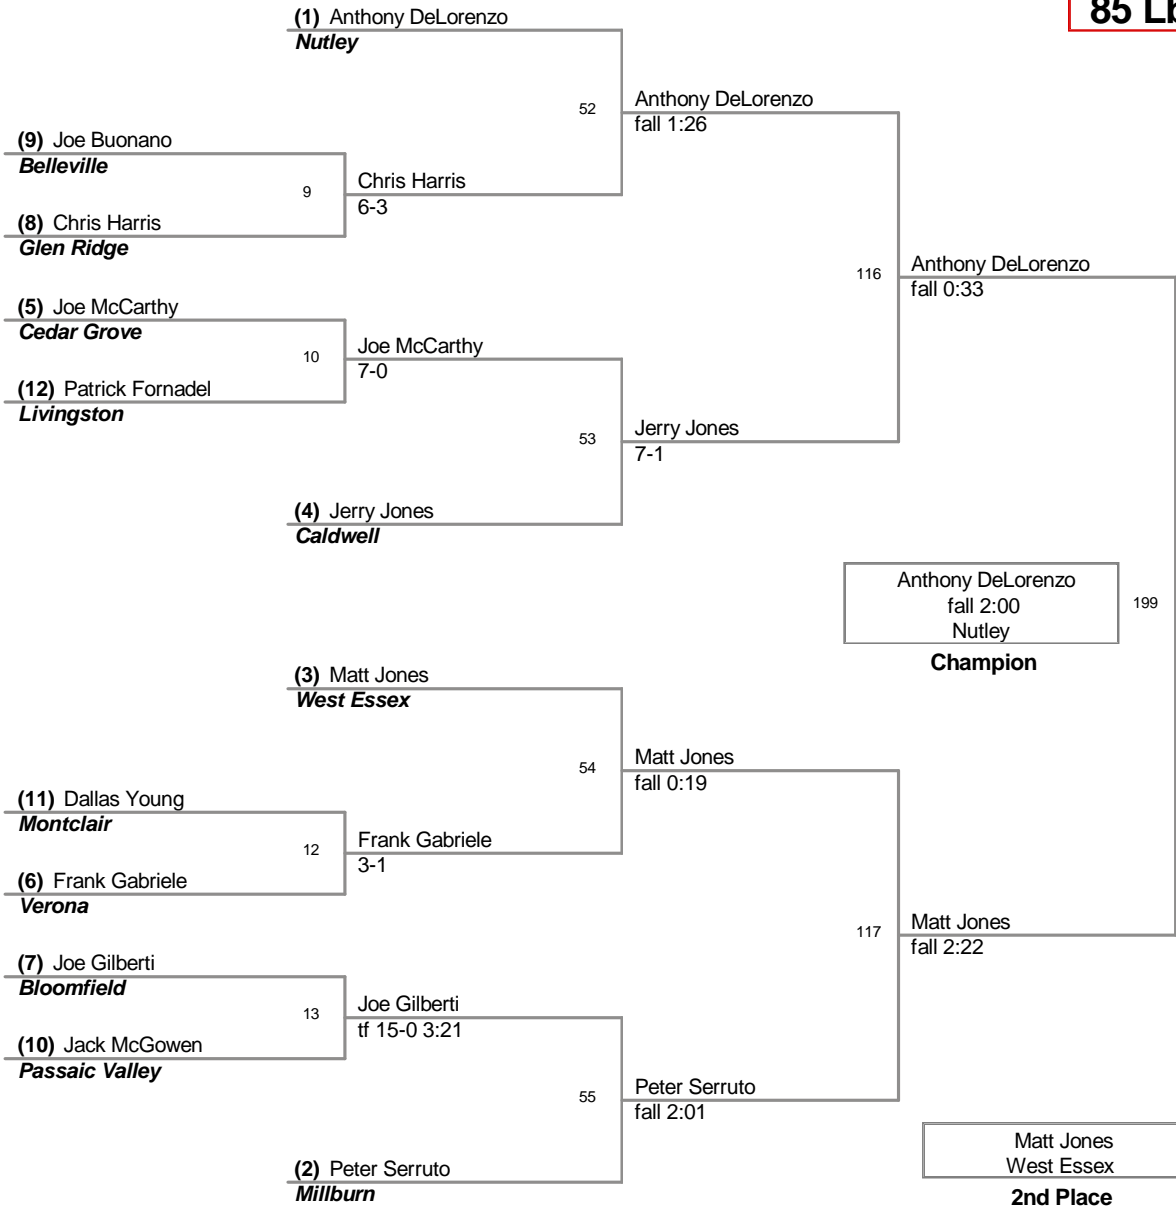 85 Lb
(1) Anthony DeLorenzo
Nutley
52
Anthony DeLorenzo
fall 1:26
(9) Joe Buonano
Belleville
9
Chris Harris
6-3
(8) Chris Harris
Glen Ridge
116
Anthony DeLorenzo
fall 0:33
(5) Joe McCarthy
Cedar Grove
10
Joe McCarthy
7-0
(12) Patrick Fornadel
Livingston
53
Jerry Jones
7-1
(4) Jerry Jones
Caldwell
Anthony DeLorenzo
fall 2:00
Nutley
199
Champion
(3) Matt Jones
West Essex
54
Matt Jones
fall 0:19
(11) Dallas Young
Montclair
12
Frank Gabriele
3-1
(6) Frank Gabriele
Verona
117
Matt Jones
fall 2:22
(7) Joe Gilberti
Bloomfield
13
Joe Gilberti
tf 15-0 3:21
(10) Jack McGowen
Passaic Valley
55
Peter Serruto
fall 2:01
(2) Peter Serruto
Millburn
Matt Jones
West Essex
2nd Place